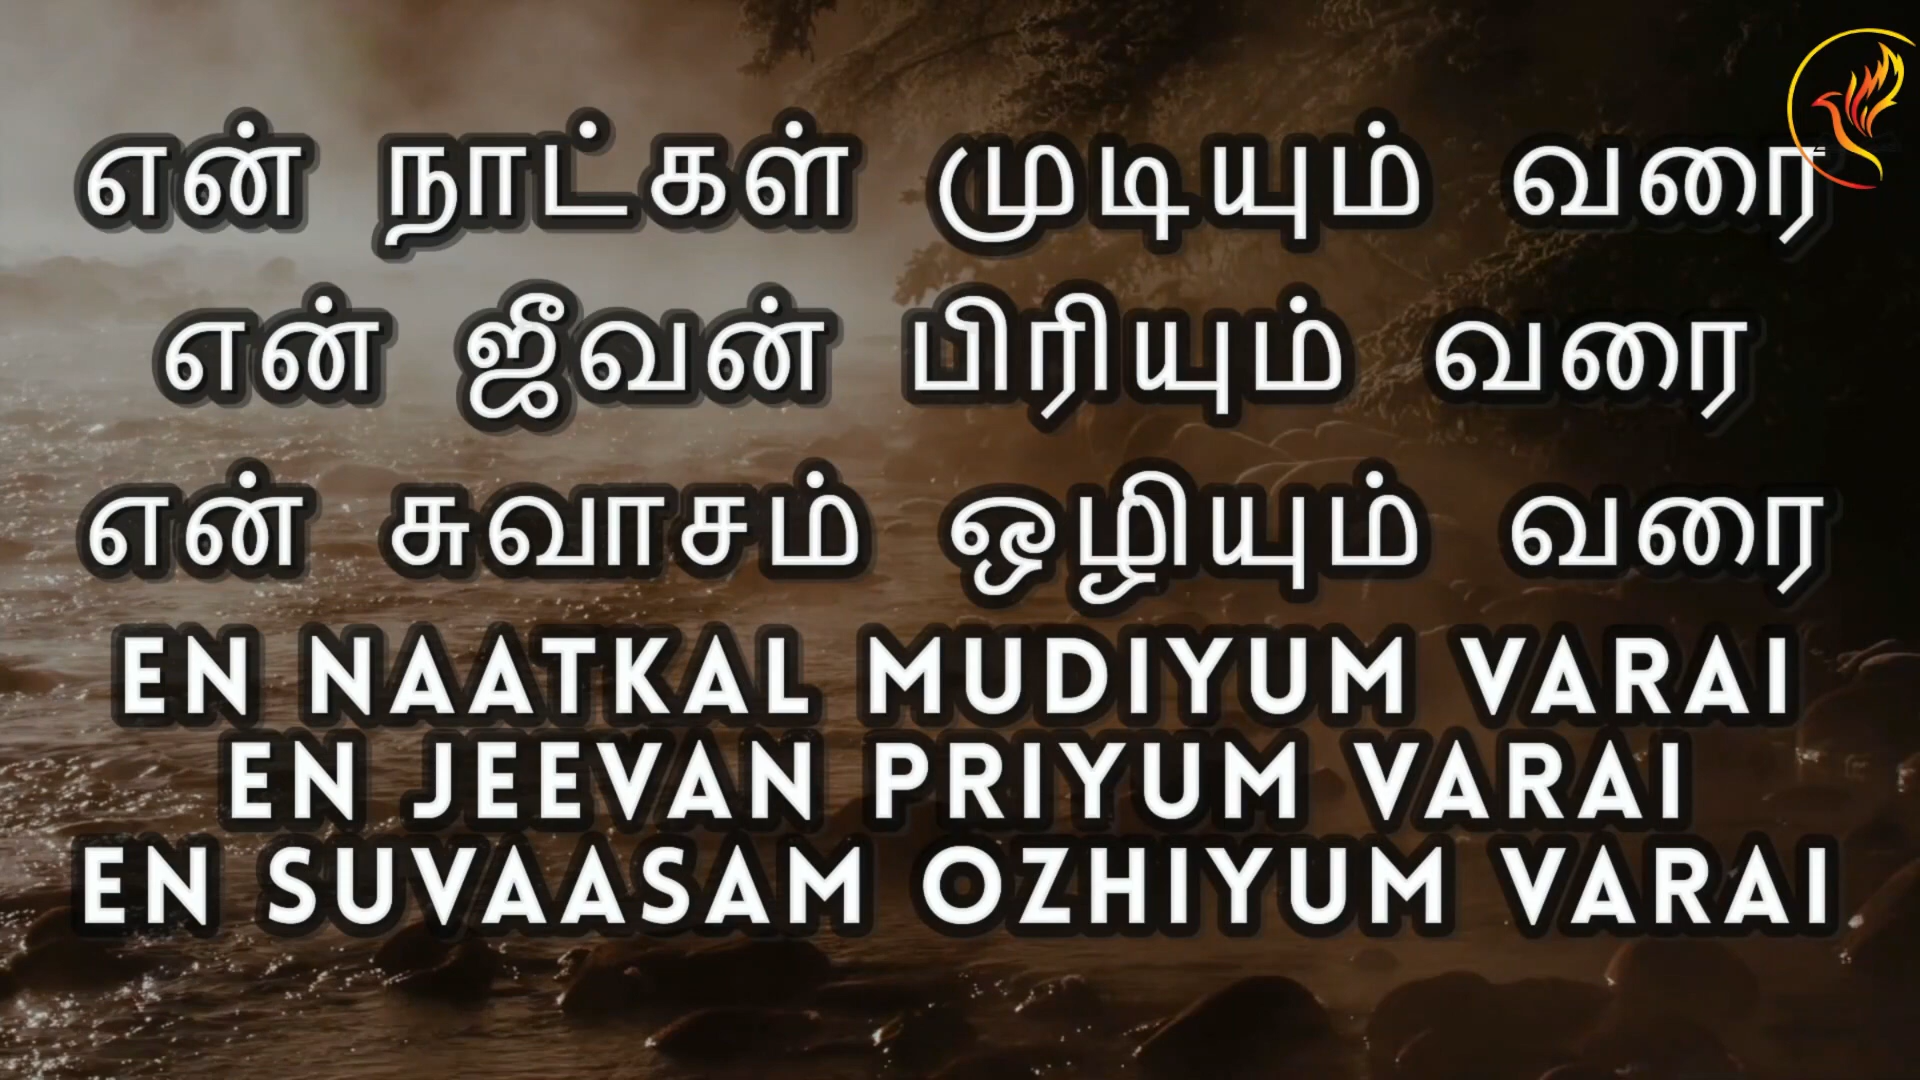 என் நாட்கள் முடியும் வரை
என் ஜீவன் பிரியும் வரை
என் சுவாசம் ஒழியும் வரை
EN NAATKAL MUDIYUM VARAI
EN JEEVAN PRIYUM VARAI
EN SUVAASAM OZHIYUM VARAI